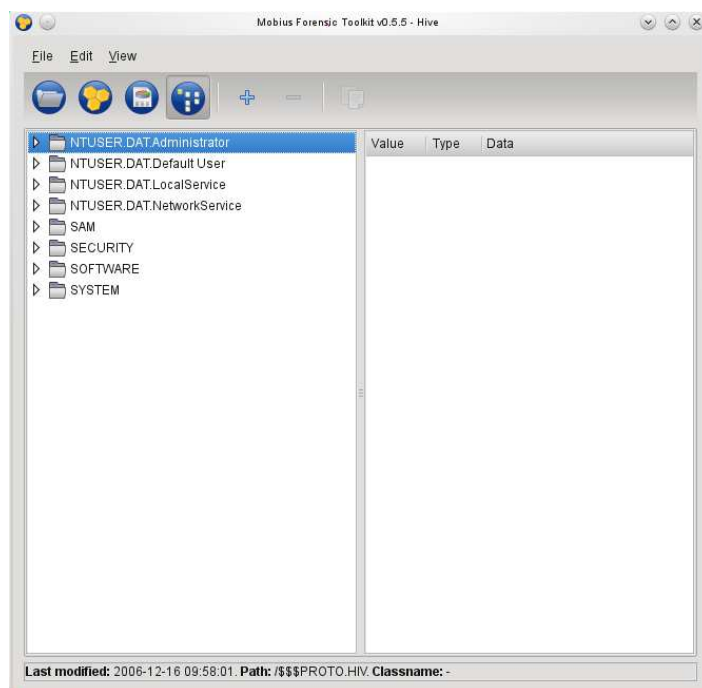 Mobius Forensic Toolkit v0.5.5 - Hive
File Edit View
NTUSER.DAT.Administrator
NTUSER.DAT.Default User
NTUSER.DAT.LocalService
NTUSER.DAT.NetworkService
SAM
SECURITY
SOFTWARE
SYSTEM
Value Type Data
Last modified: 2006-12-16 09:58:01. Path: /$$$PROTO.HIV. Classname: -